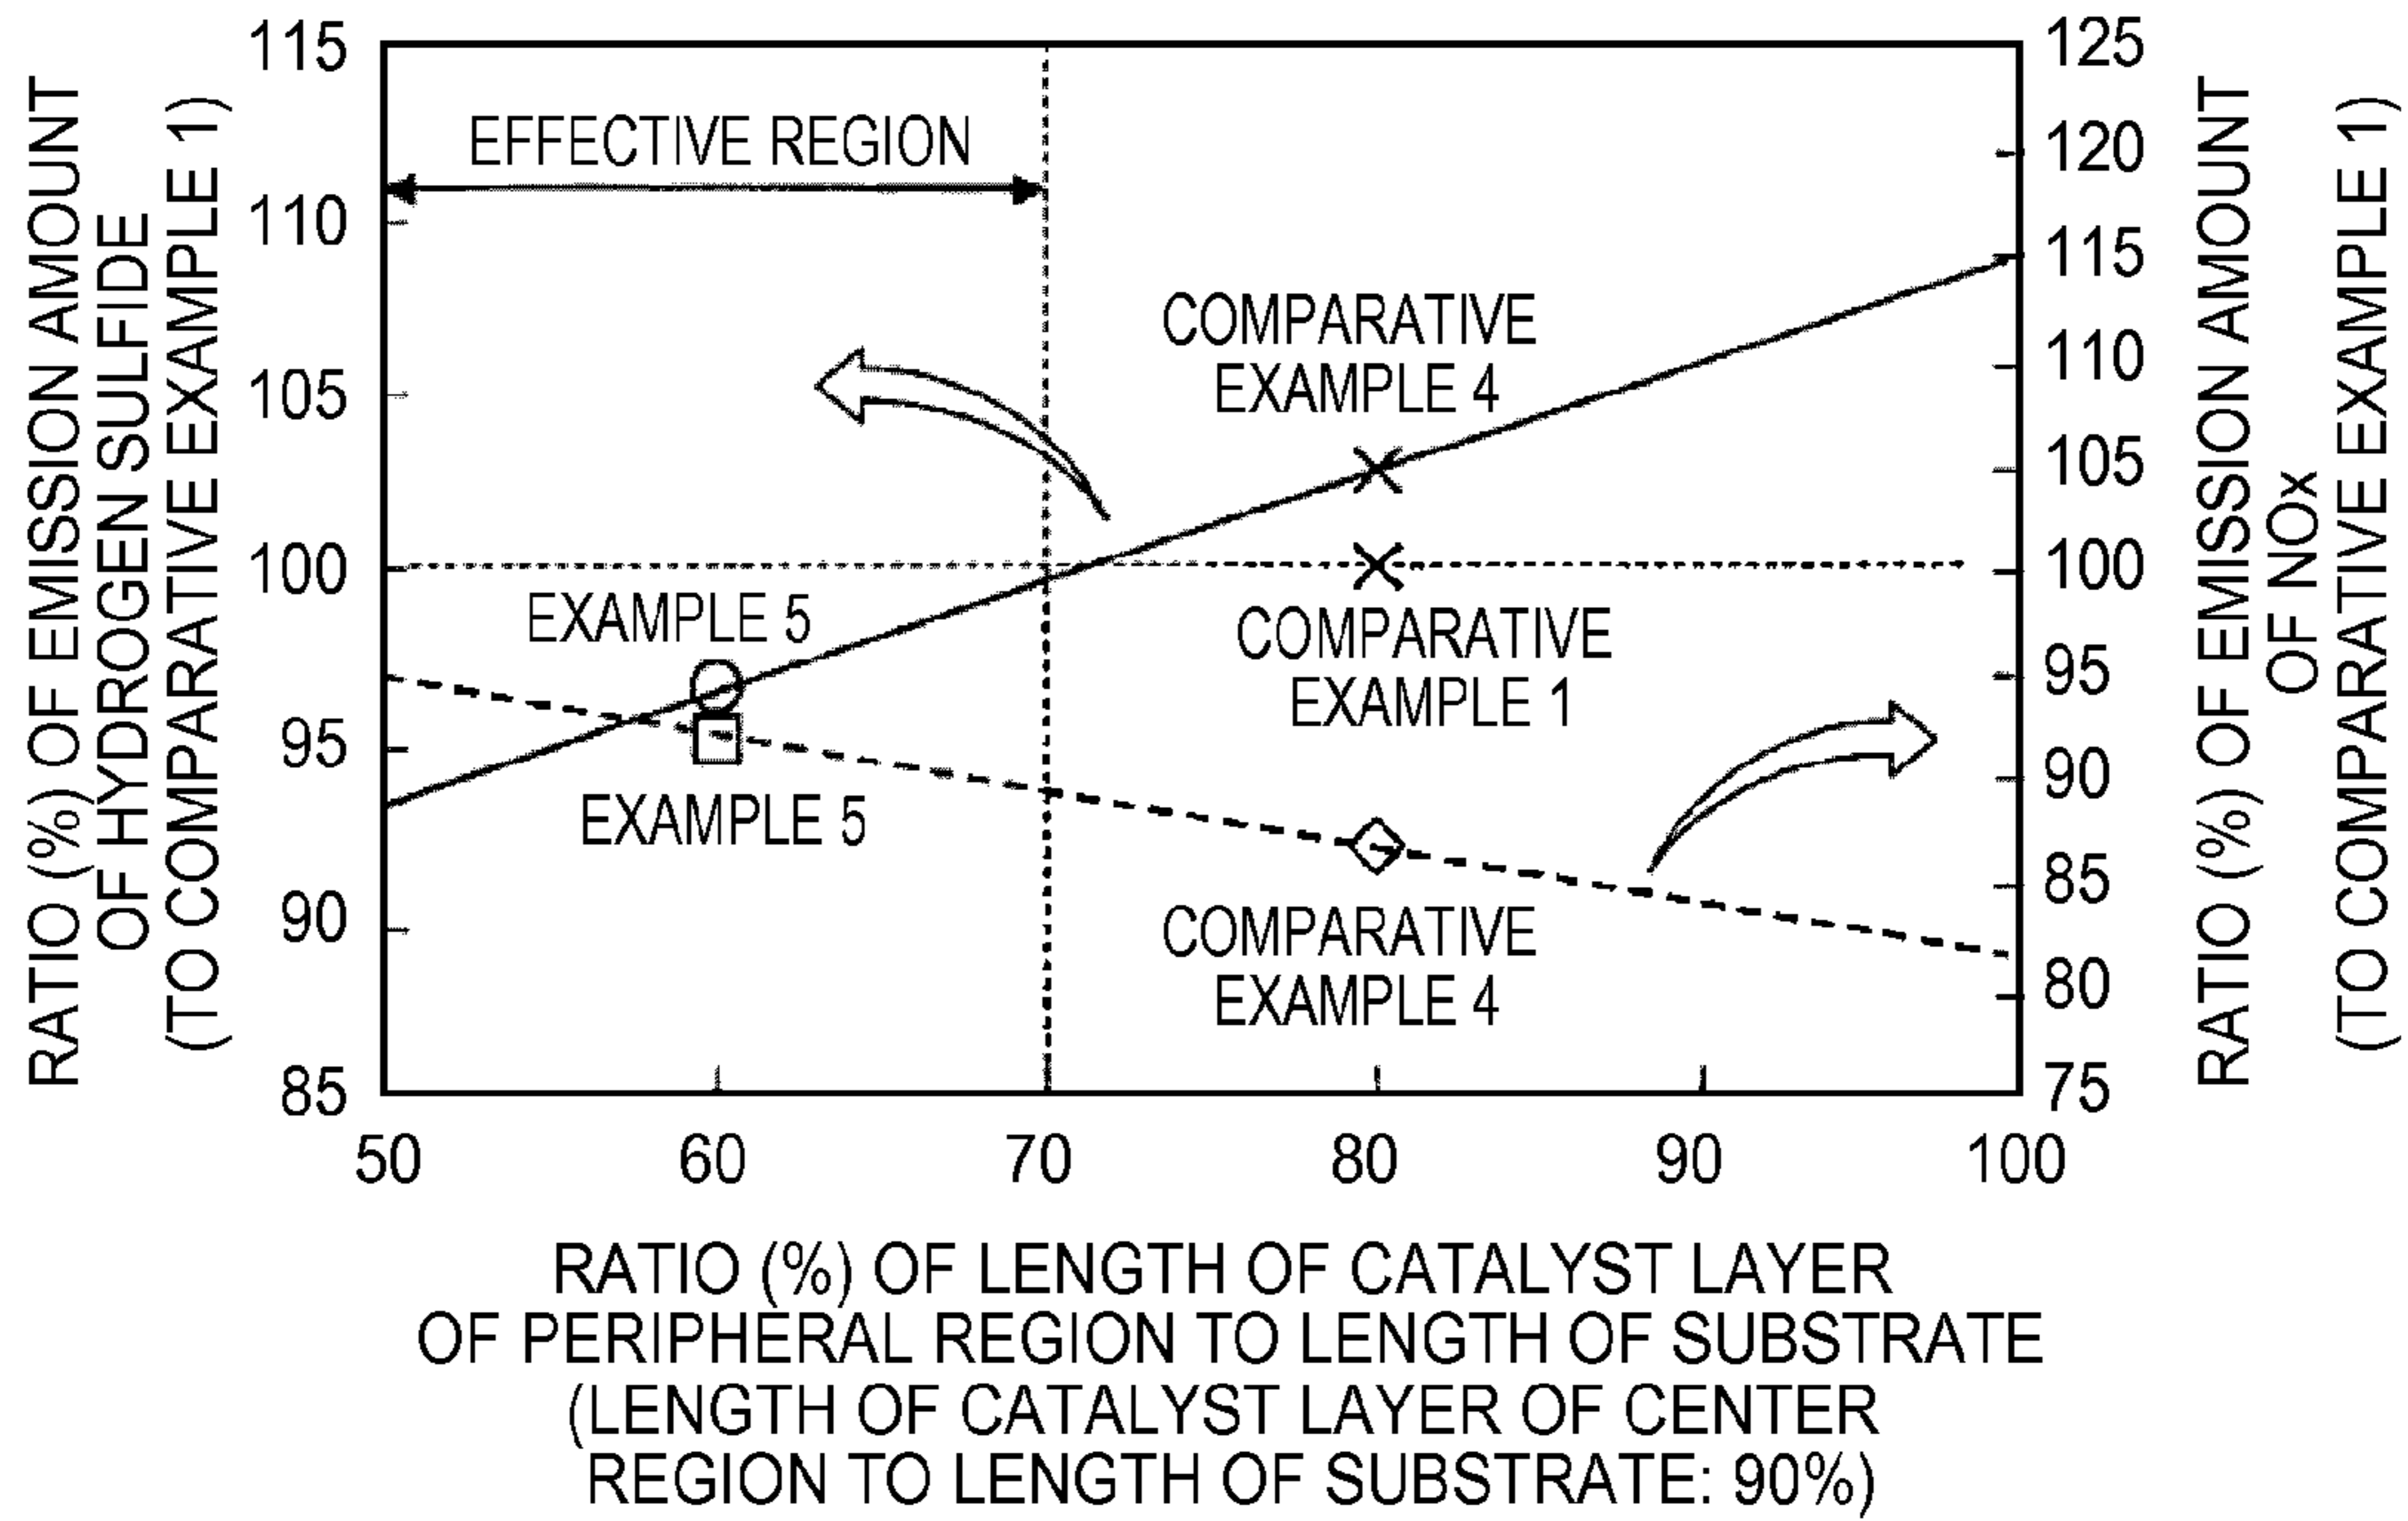 RATIO (%) OF EMISSION AMOUNT
OF HYDROGEN SULFIDE
(TO COMPARATIVE EXAMPLE 1)
115
110
105
100
95
90
85
EFFECTIVE REGION
COMPARATIVE
EXAMPLE 4
EXAMPLE 5
COMPARATIVE
EXAMPLE 1
EXAMPLE 5
COMPARATIVE
EXAMPLE 4
125
120
115
110
105
100
95
90
85
80
75
RATIO (%) OF EMISSION AMOUNT
OF NOx
(TO COMPARATIVE EXAMPLE 1)
50 60 70 80 90 100
RATIO (%) OF LENGTH OF CATALYST LAYER
OF PERIPHERAL REGION TO LENGTH OF SUBSTRATE
(LENGTH OF CATALYST LAYER OF CENTER
REGION TO LENGTH OF SUBSTRATE: 90%)